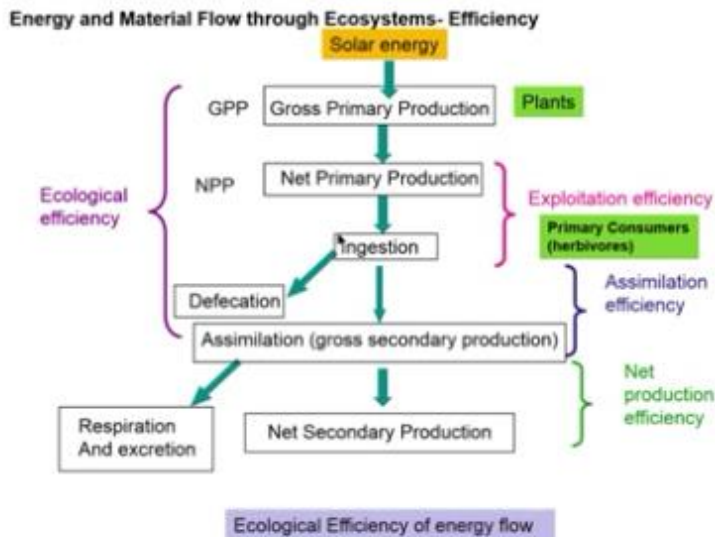 Energy and Material Flow through Ecosystems- Efficiency
Solar energy
GPP
Gross Primary Production
Plants
NPP
Net Primary Production
Ecological
efficiency
Exploitation efficiency
Primary Consumers
(herbivores)
Ingestion
Defecation
Assimilation
efficiency
Assimilation (gross secondary production)
Net
production
efficiency
Respiration
And excretion
Net Secondary Production
Ecological Efficiency of energy flow